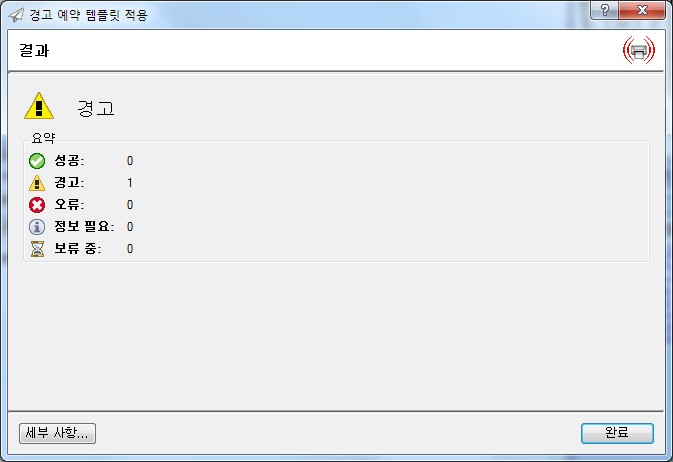 경고 예약 템플릿 적용
결과
경고
요약
성공: 0
경고: 1
오류: 0
정보 필요: 0
보류 중: 0
세부 사항... 완료